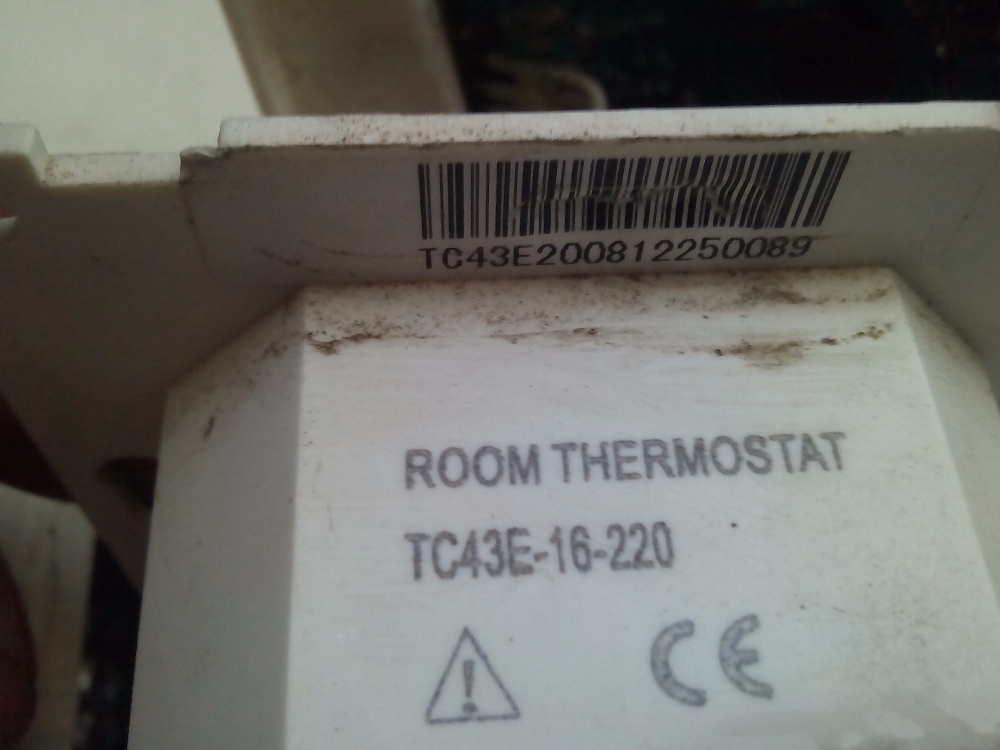 TC43E200812250089
ROOM THERMOSTAT
TC43E-16-220
! CE